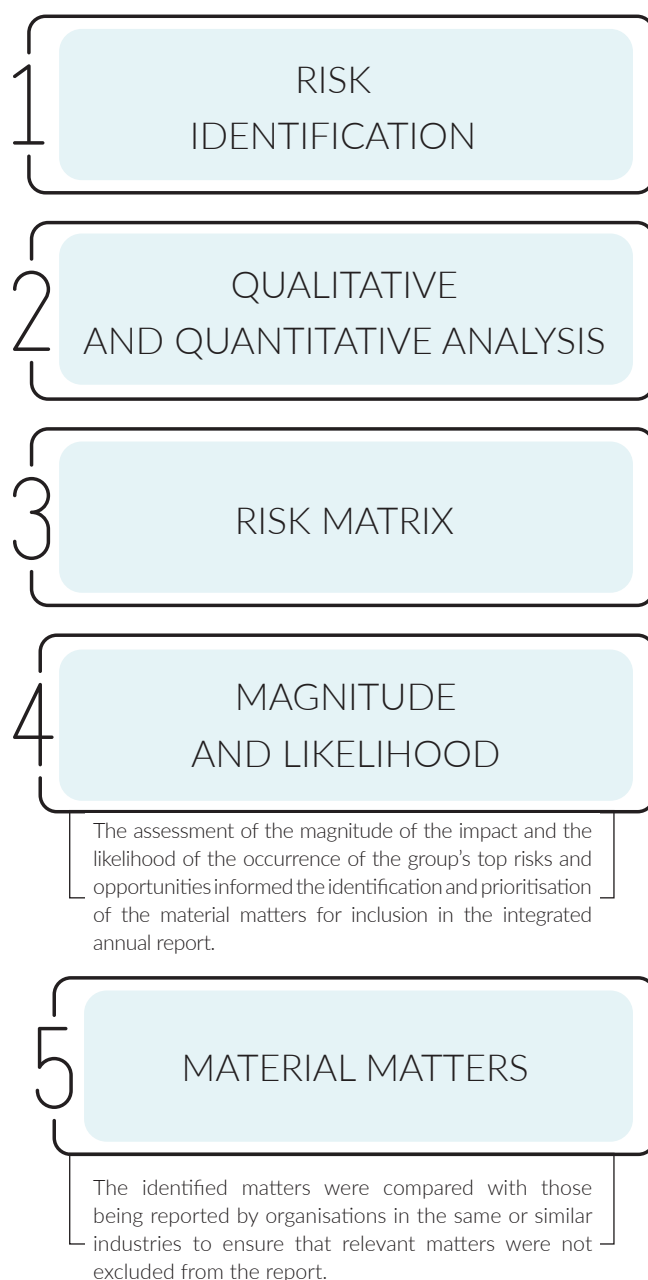 1
RISK
IDENTIFICATION
2
QUALITATIVE
AND QUANTITATIVE ANALYSIS
3
RISK MATRIX
4
MAGNITUDE
AND LIKELIHOOD
The assessment of the magnitude of the impact and the
likelihood of the occurrence of the group’s top risks and
opportunities informed the identification and prioritisation
of the material matters for inclusion in the integrated
annual report.
5
MATERIAL MATTERS
The identified matters were compared with those
being reported by organisations in the same or similar
industries to ensure that relevant matters were not
excluded from the report.